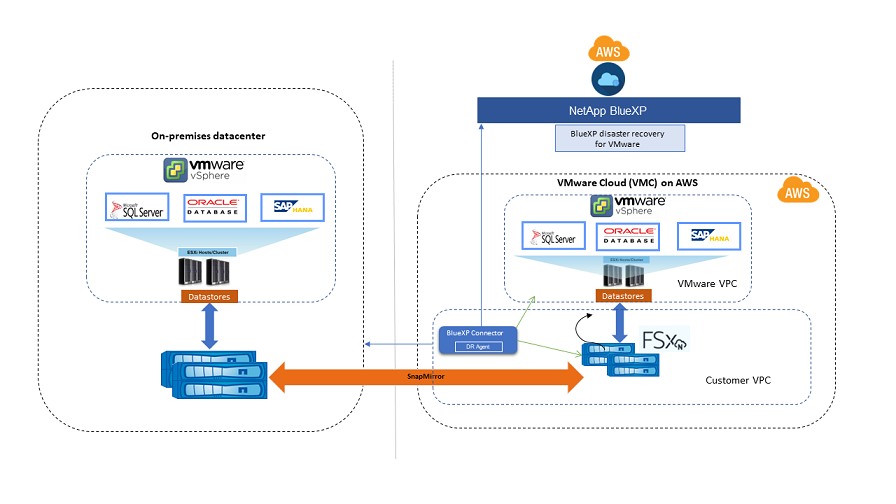 AWS
NetApp BlueXP
BlueXP disaster recovery
for VMware
On-premises datacenter
vmware
vSphere
Microsoft
SQL Server
ORACLE
DATABASE
SAP HANA
ESXi Hosts/Cluster
Datastores
VMware Cloud (VMC) on AWS
AWS
vmware
vSphere
Microsoft
SQL Server
ORACLE
DATABASE
SAP HANA
ESXi Hosts/Cluster
VMware VPC
Datastores
BlueXP Connector
DR Agent
FSx
N
SnapMirror
Customer VPC